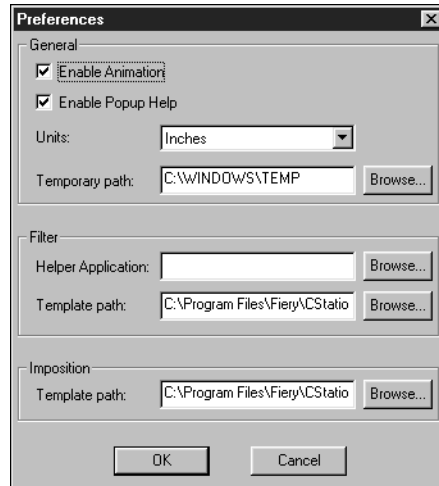 Preferences
General
Enable Animation
Enable Popup Help
Units: Inches
Temporary path: C:\WINDOWS\TEMP Browse...
Filter
Helper Application: Browse...
Template path: C:\Program Files\Fiery\CStatio Browse...
Imposition
Template path: C:\Program Files\Fiery\CStatio Browse...
OK Cancel